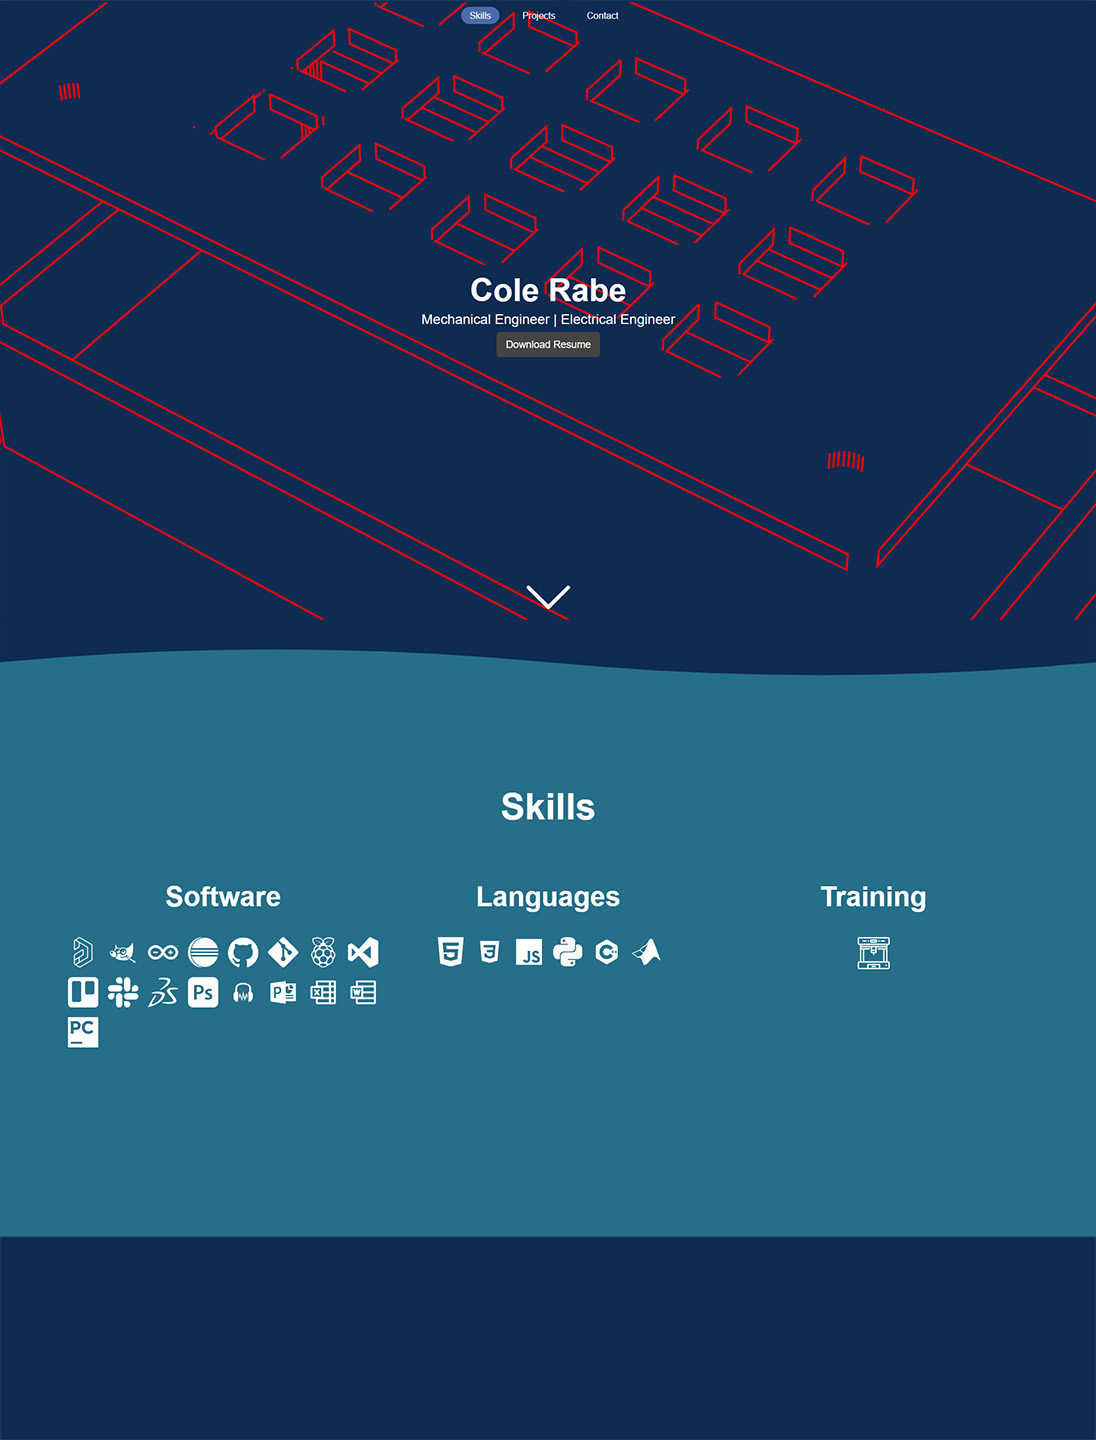 Skills
Projects
Contact
Cole Rabe
Mechanical Engineer | Electrical Engineer
Download Resume
Skills
Software
Languages
Training
JS
Ps
PC